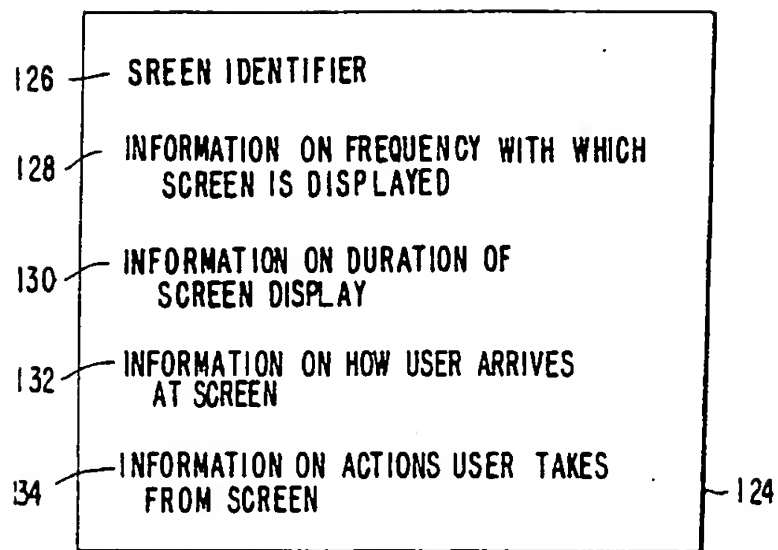 126 SREEN IDENTIFIER
128 INFORMATION ON FREQUENCY WITH WHICH
SCREEN IS DISPLAYED
130 INFORMATION ON DURATION OF
SCREEN DISPLAY
132 INFORMATION ON HOW USER ARRIVES
AT SCREEN
134 INFORMATION ON ACTIONS USER TAKES
FROM SCREEN
124